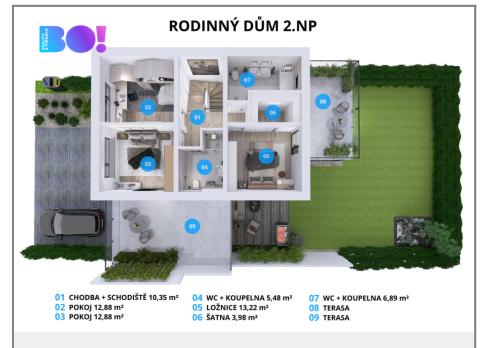 RODINNÝ DŮM 2.NP
BO!
REALITY
& FINANCE
07
02
08
01
06
03
04
05
09
01 CHODBA + SCHODIŠTĚ 10,35 m²
02 POKOJ 12,88 m²
03 POKOJ 12,88 m²
04 WC + KOUPELNA 5,48 m²
05 LOŽNICE 13,22 m²
06 ŠATNA 3,98 m²
07 WC + KOUPELNA 6,89 m²
08 TERASA
09 TERASA